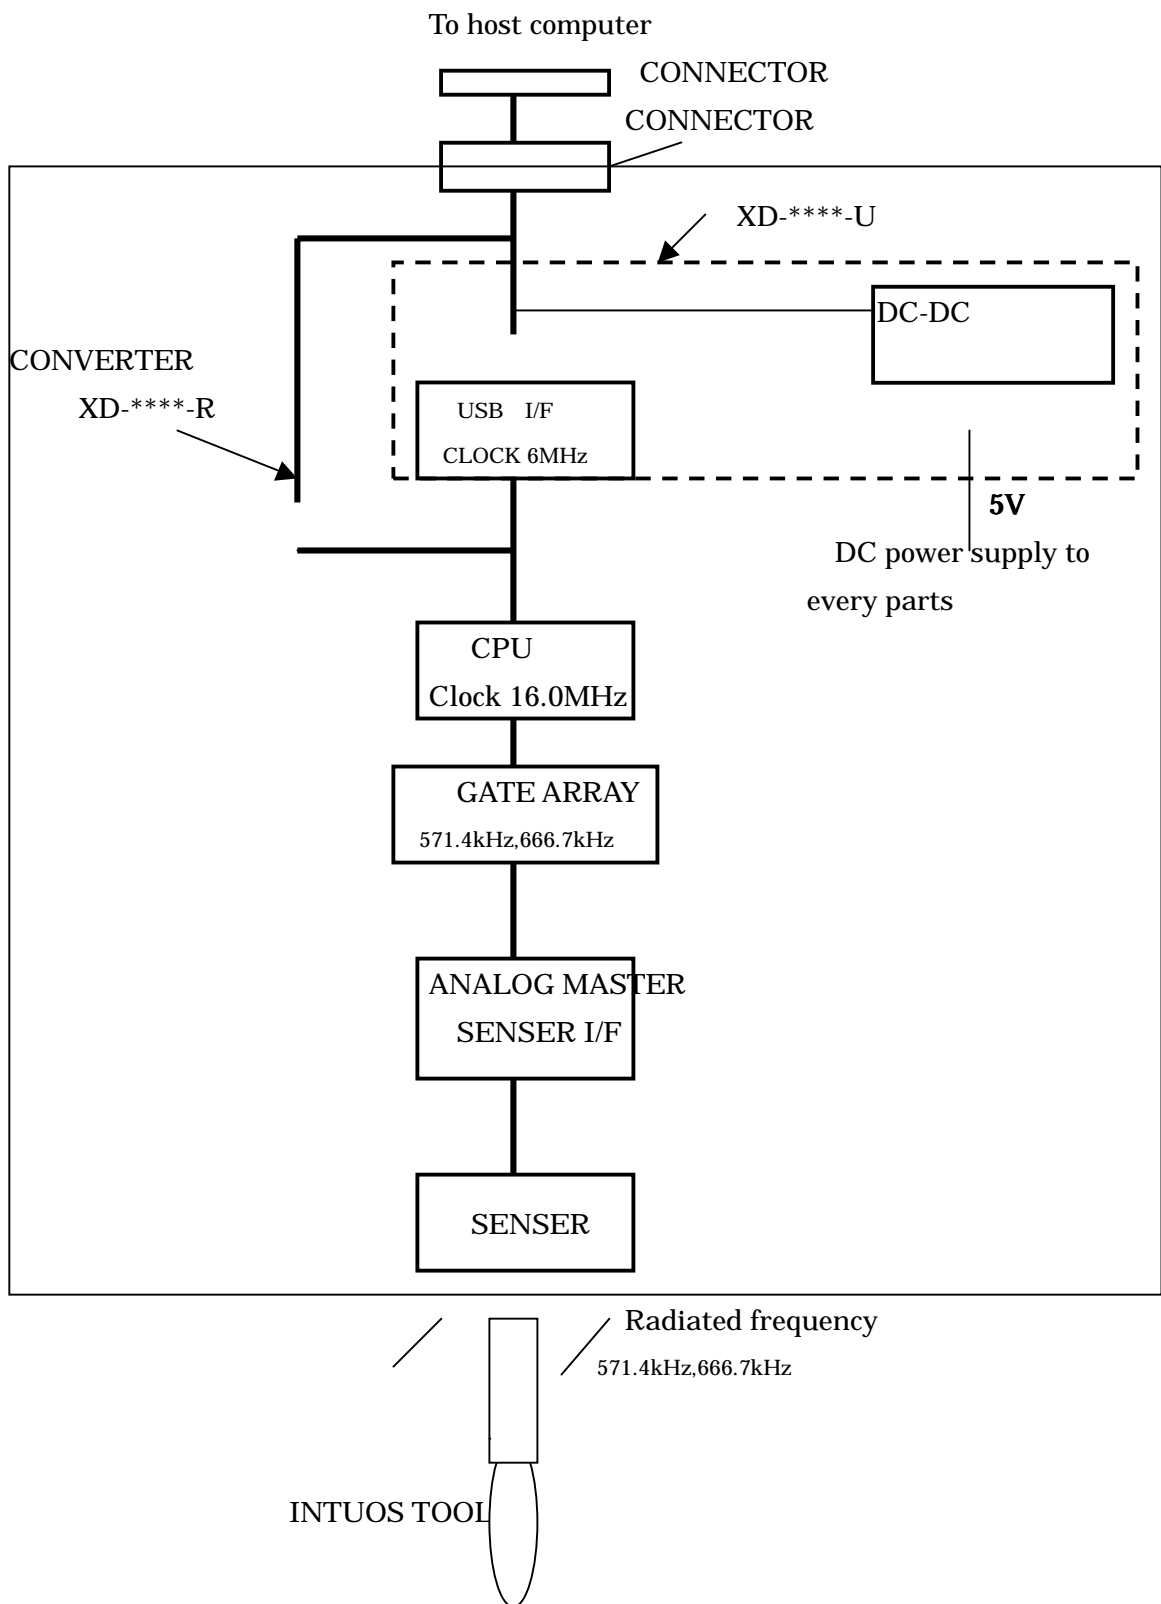 To host computer
CONNECTOR
CONNECTOR
XD-****-U
DC-DC
CONVERTER
XD-****-R
USB I/F
CLOCK 6MHz
5V
DC power supply to
every parts
CPU
Clock 16.0MHz
GATE ARRAY
571.4kHz,666.7kHz
ANALOG MASTER
SENSER I/F
SENSER
Radiated frequency
571.4kHz,666.7kHz
INTUOS TOOL